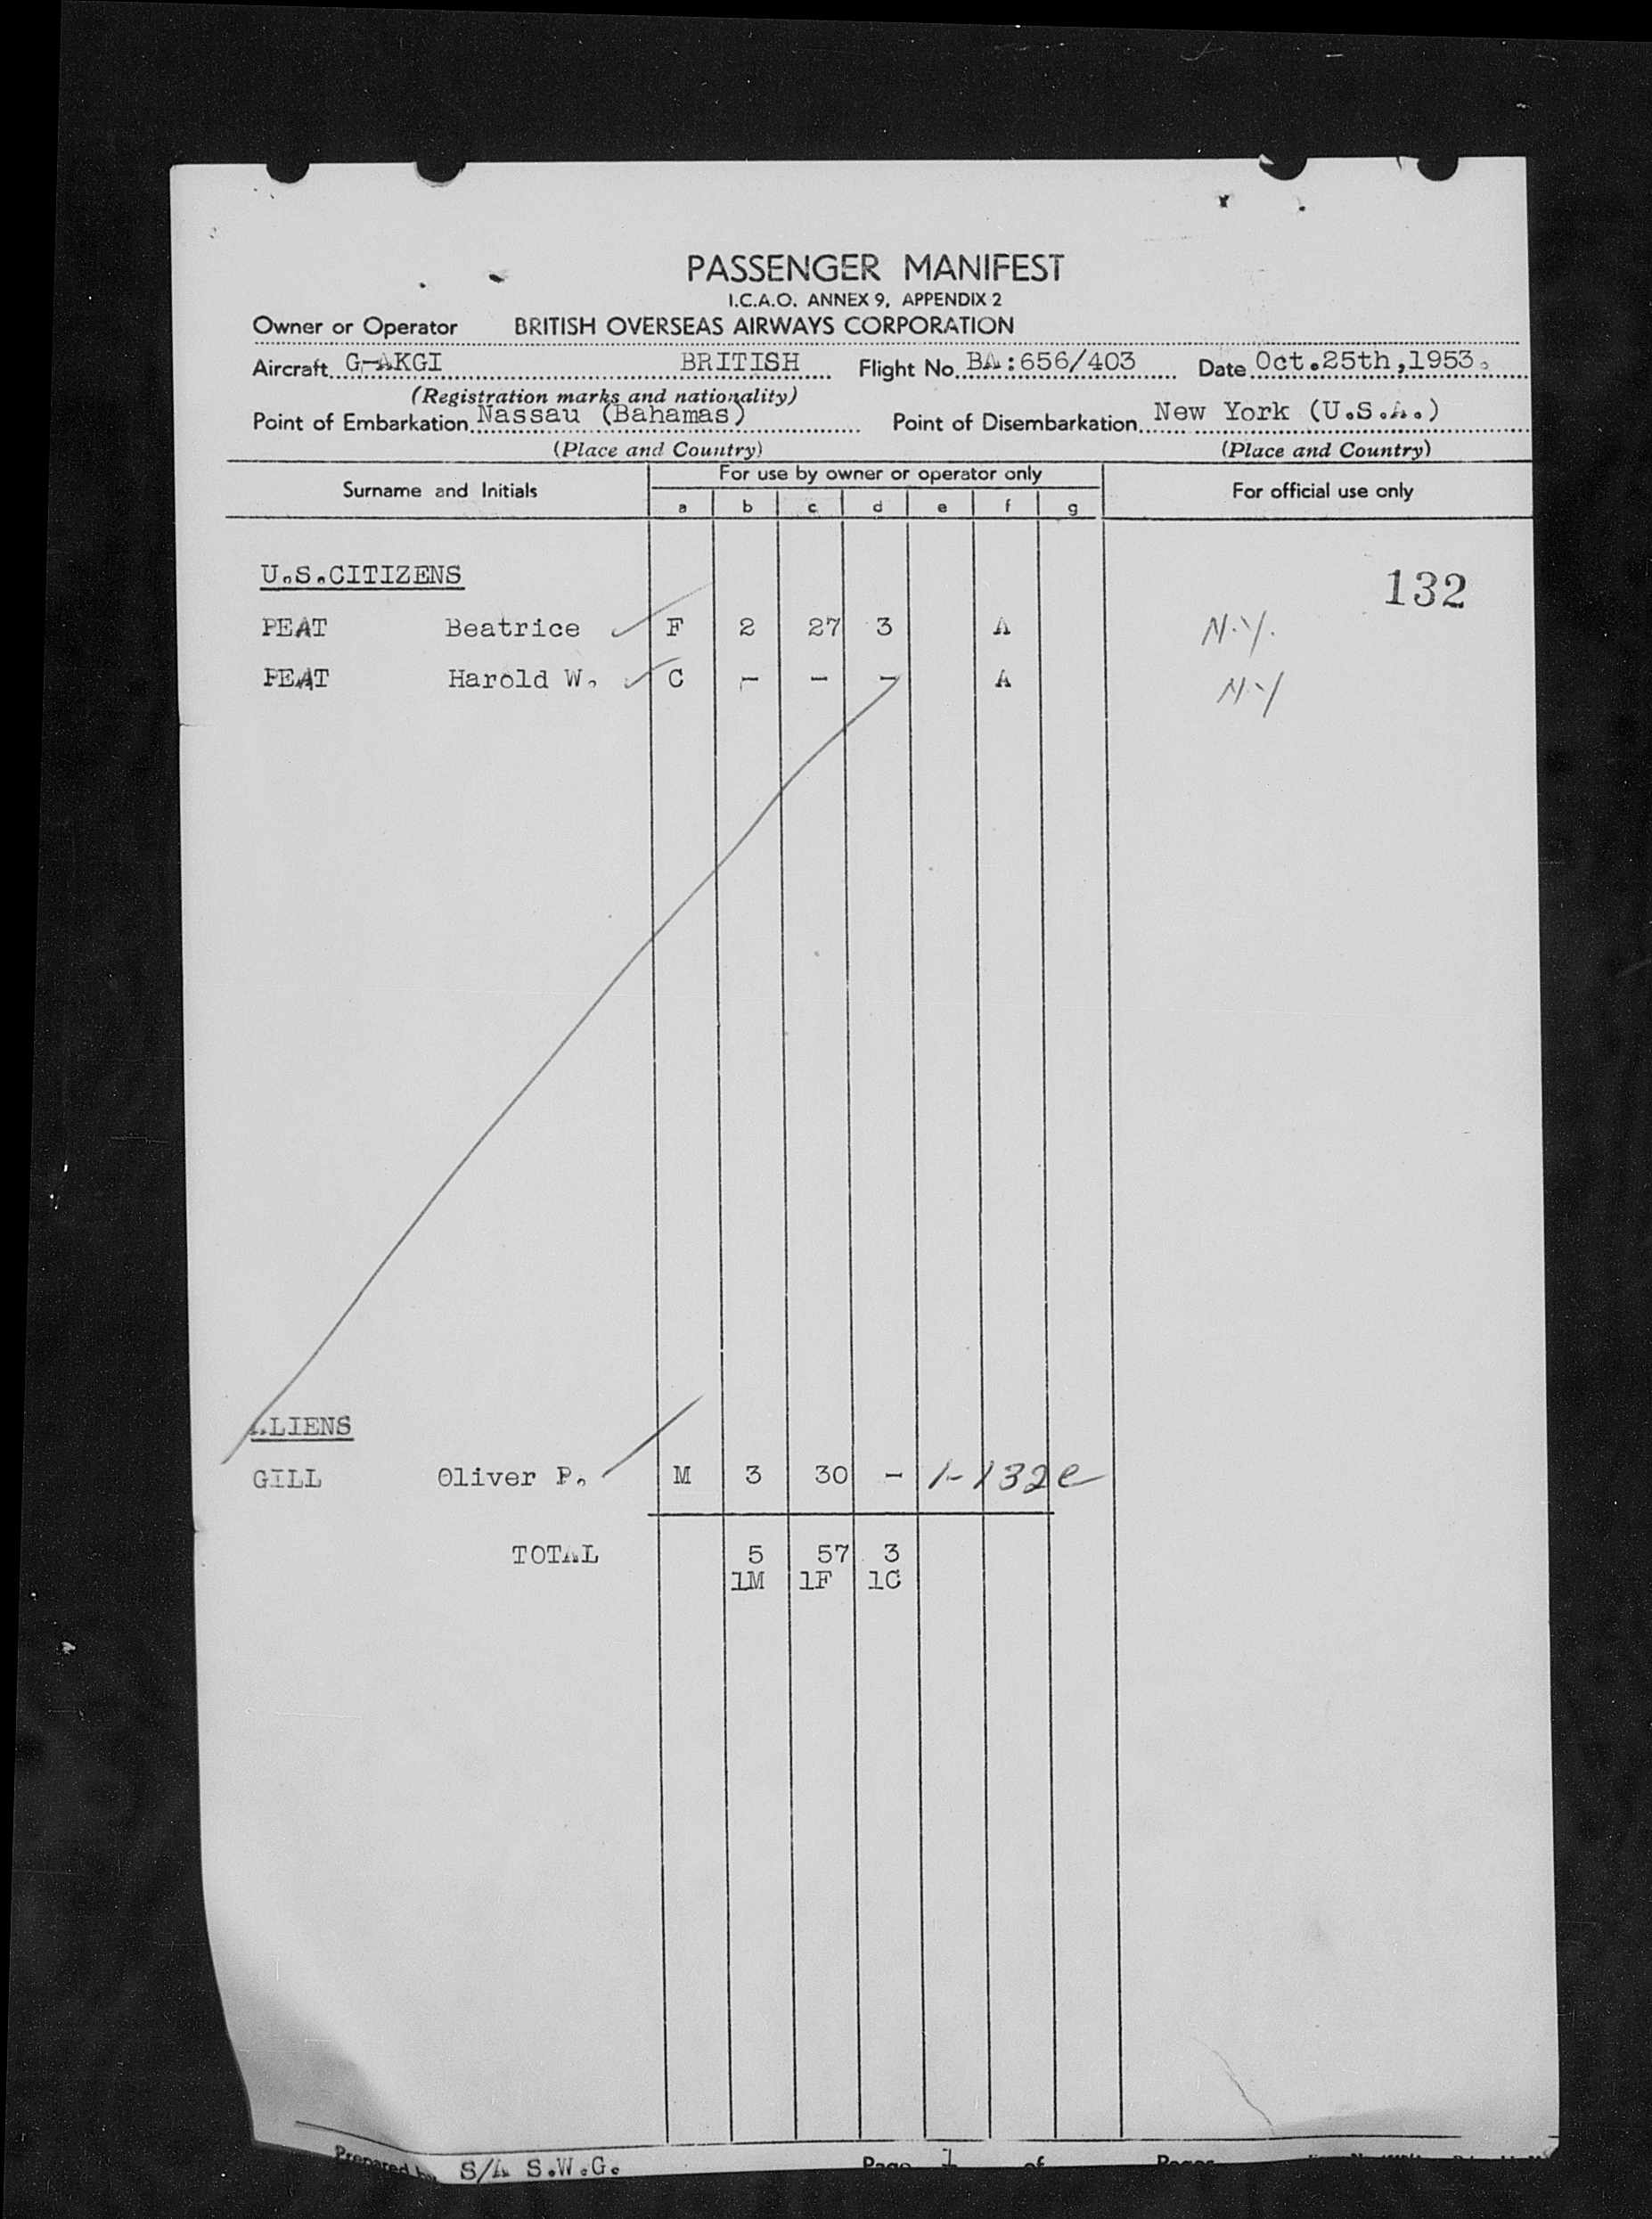 PASSENGER MANIFEST
I.C.A.O. ANNEX 9, APPENDIX 2
Owner or Operator BRITISH OVERSEAS AIRWAYS CORPORATION
Aircraft G-AKGI BRITISH Flight No. BA:656/403 Date Oct.25th,1953.
(Registration marks and nationality)
Point of Embarkation Nassau (Bahamas) Point of Disembarkation New York (U.S.A.)
(Place and Country) (Place and Country)
For use by owner or operator only
Surname and Initials For official use only
a b c d e f g
U.S.CITIZENS
132
PEAT Beatrice F 2 27 3 A N.Y.
PEAT Harold W. C - - - A N.Y
ALIENS
GILL Oliver P. M 3 30 - 1-132e
TOTAL 5 57 3
1M 1F 1C
Prepared by S/A S.W.G. Page 1 of Pages